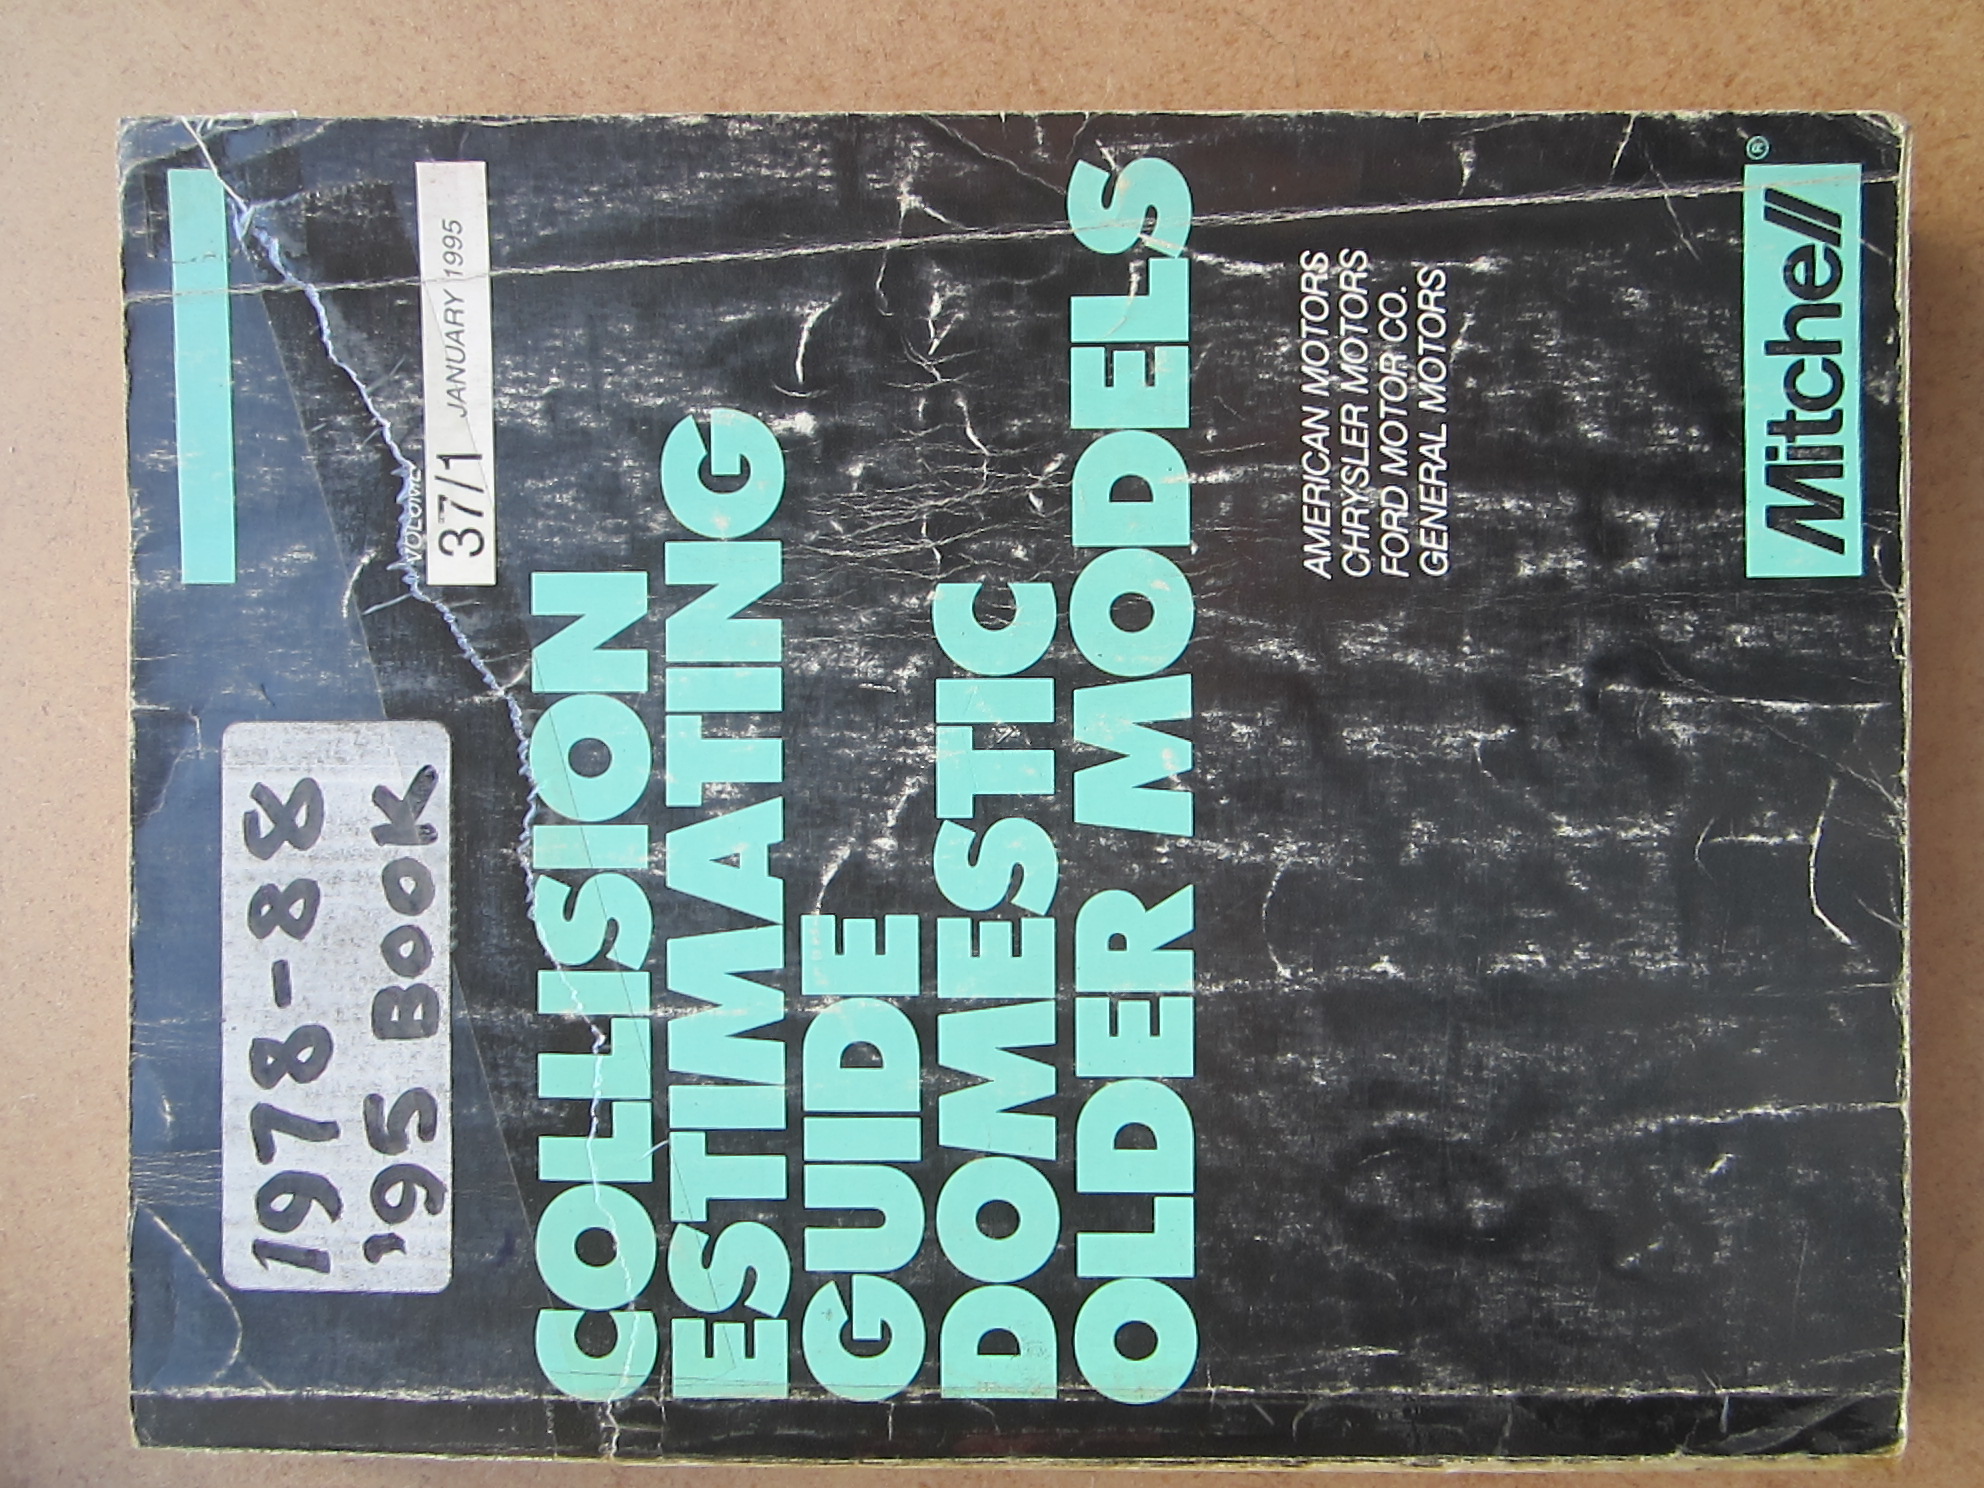 1978-88
'95 BOOK
VOLUME
37/1 JANUARY 1995
COLLISION
ESTIMATING
GUIDE
DOMESTIC
OLDER MODELS
AMERICAN MOTORS
CHRYSLER MOTORS
FORD MOTOR CO.
GENERAL MOTORS
Mitchell®